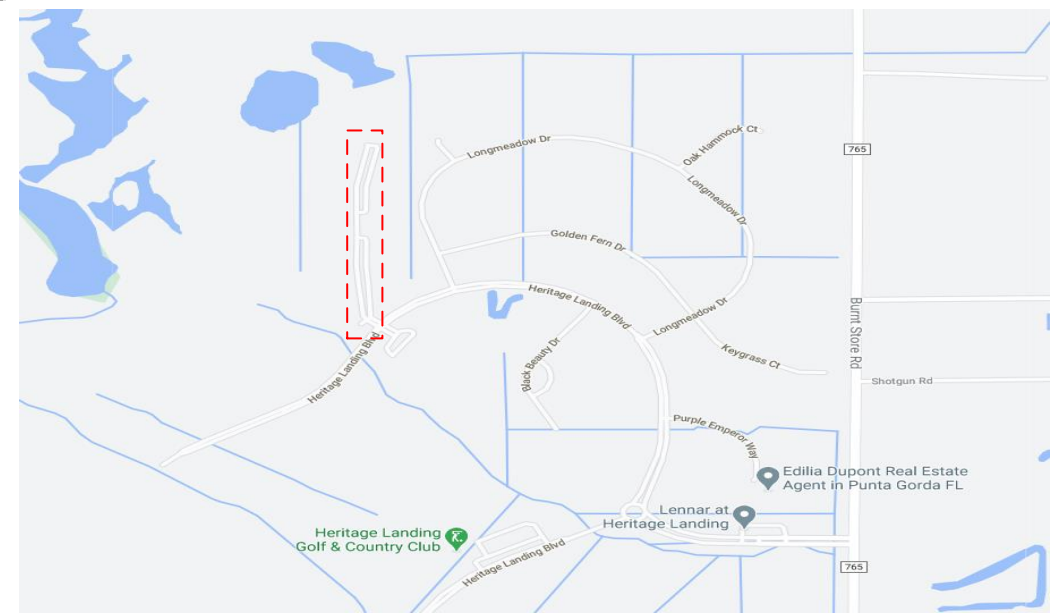 Longmeadow Dr
Oak Hammock Ct
765
Longmeadow Dr
Golden Fern Dr
Heritage Landing Blvd
Longmeadow Dr
Burnt Store Rd
Heritage Landing Blvd
Black Beauty Dr
Keygrass Ct
Shotgun Rd
Purple Emperor Way
Edilia Dupont Real Estate
Agent in Punta Gorda FL
Lennar at
Heritage Landing
Heritage Landing
Golf & Country Club
Heritage Landing Blvd
765